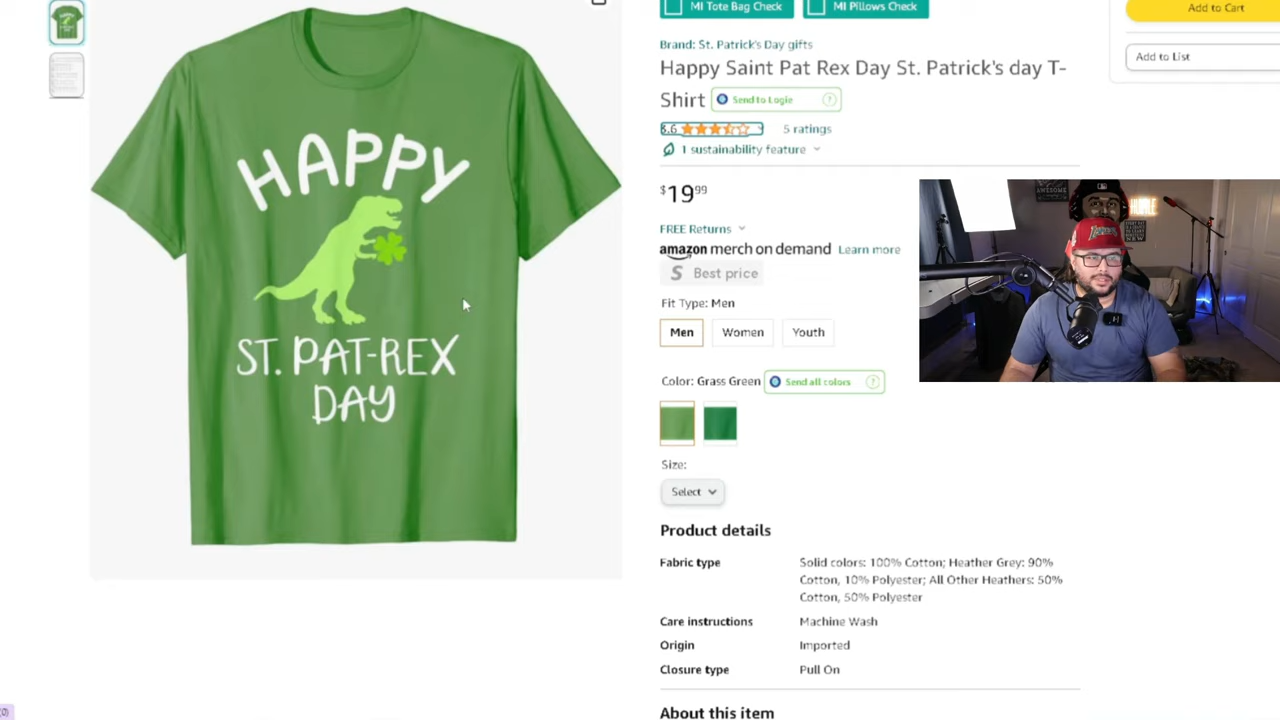 MI Tote Bag Check
MI Pillows Check
Add to Cart
Add to List
Brand: St. Patrick's Day gifts
Happy Saint Pat Rex Day St. Patrick's day T-
Shirt
Send to Logie
?
3.6
5 ratings
1 sustainability feature
$19.99
FREE Returns
amazon merch on demand
Learn more
S Best price
Fit Type: Men
Men
Women
Youth
Color: Grass Green
Send all colors
?
Size:
Select
Product details
Fabric type
Solid colors: 100% Cotton; Heather Grey: 90%
Cotton, 10% Polyester; All Other Heathers: 50%
Cotton, 50% Polyester
Care instructions
Machine Wash
Origin
Imported
Closure type
Pull On
About this item
HAPPY
ST. PAT-REX
DAY
AWESOME